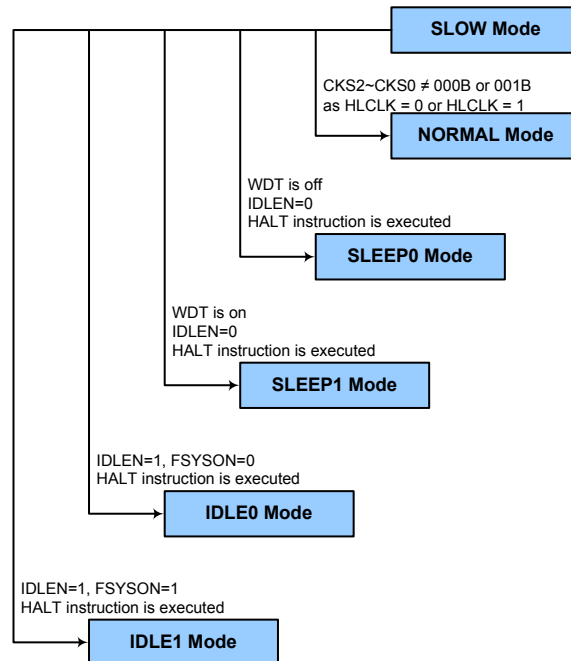 SLOW Mode
CKS2~CKS0 ≠ 000B or 001B
as HLCLK = 0 or HLCLK = 1
NORMAL Mode
WDT is off
IDLEN=0
HALT instruction is executed
SLEEP0 Mode
WDT is on
IDLEN=0
HALT instruction is executed
SLEEP1 Mode
IDLEN=1, FSYSON=0
HALT instruction is executed
IDLE0 Mode
IDLEN=1, FSYSON=1
HALT instruction is executed
IDLE1 Mode